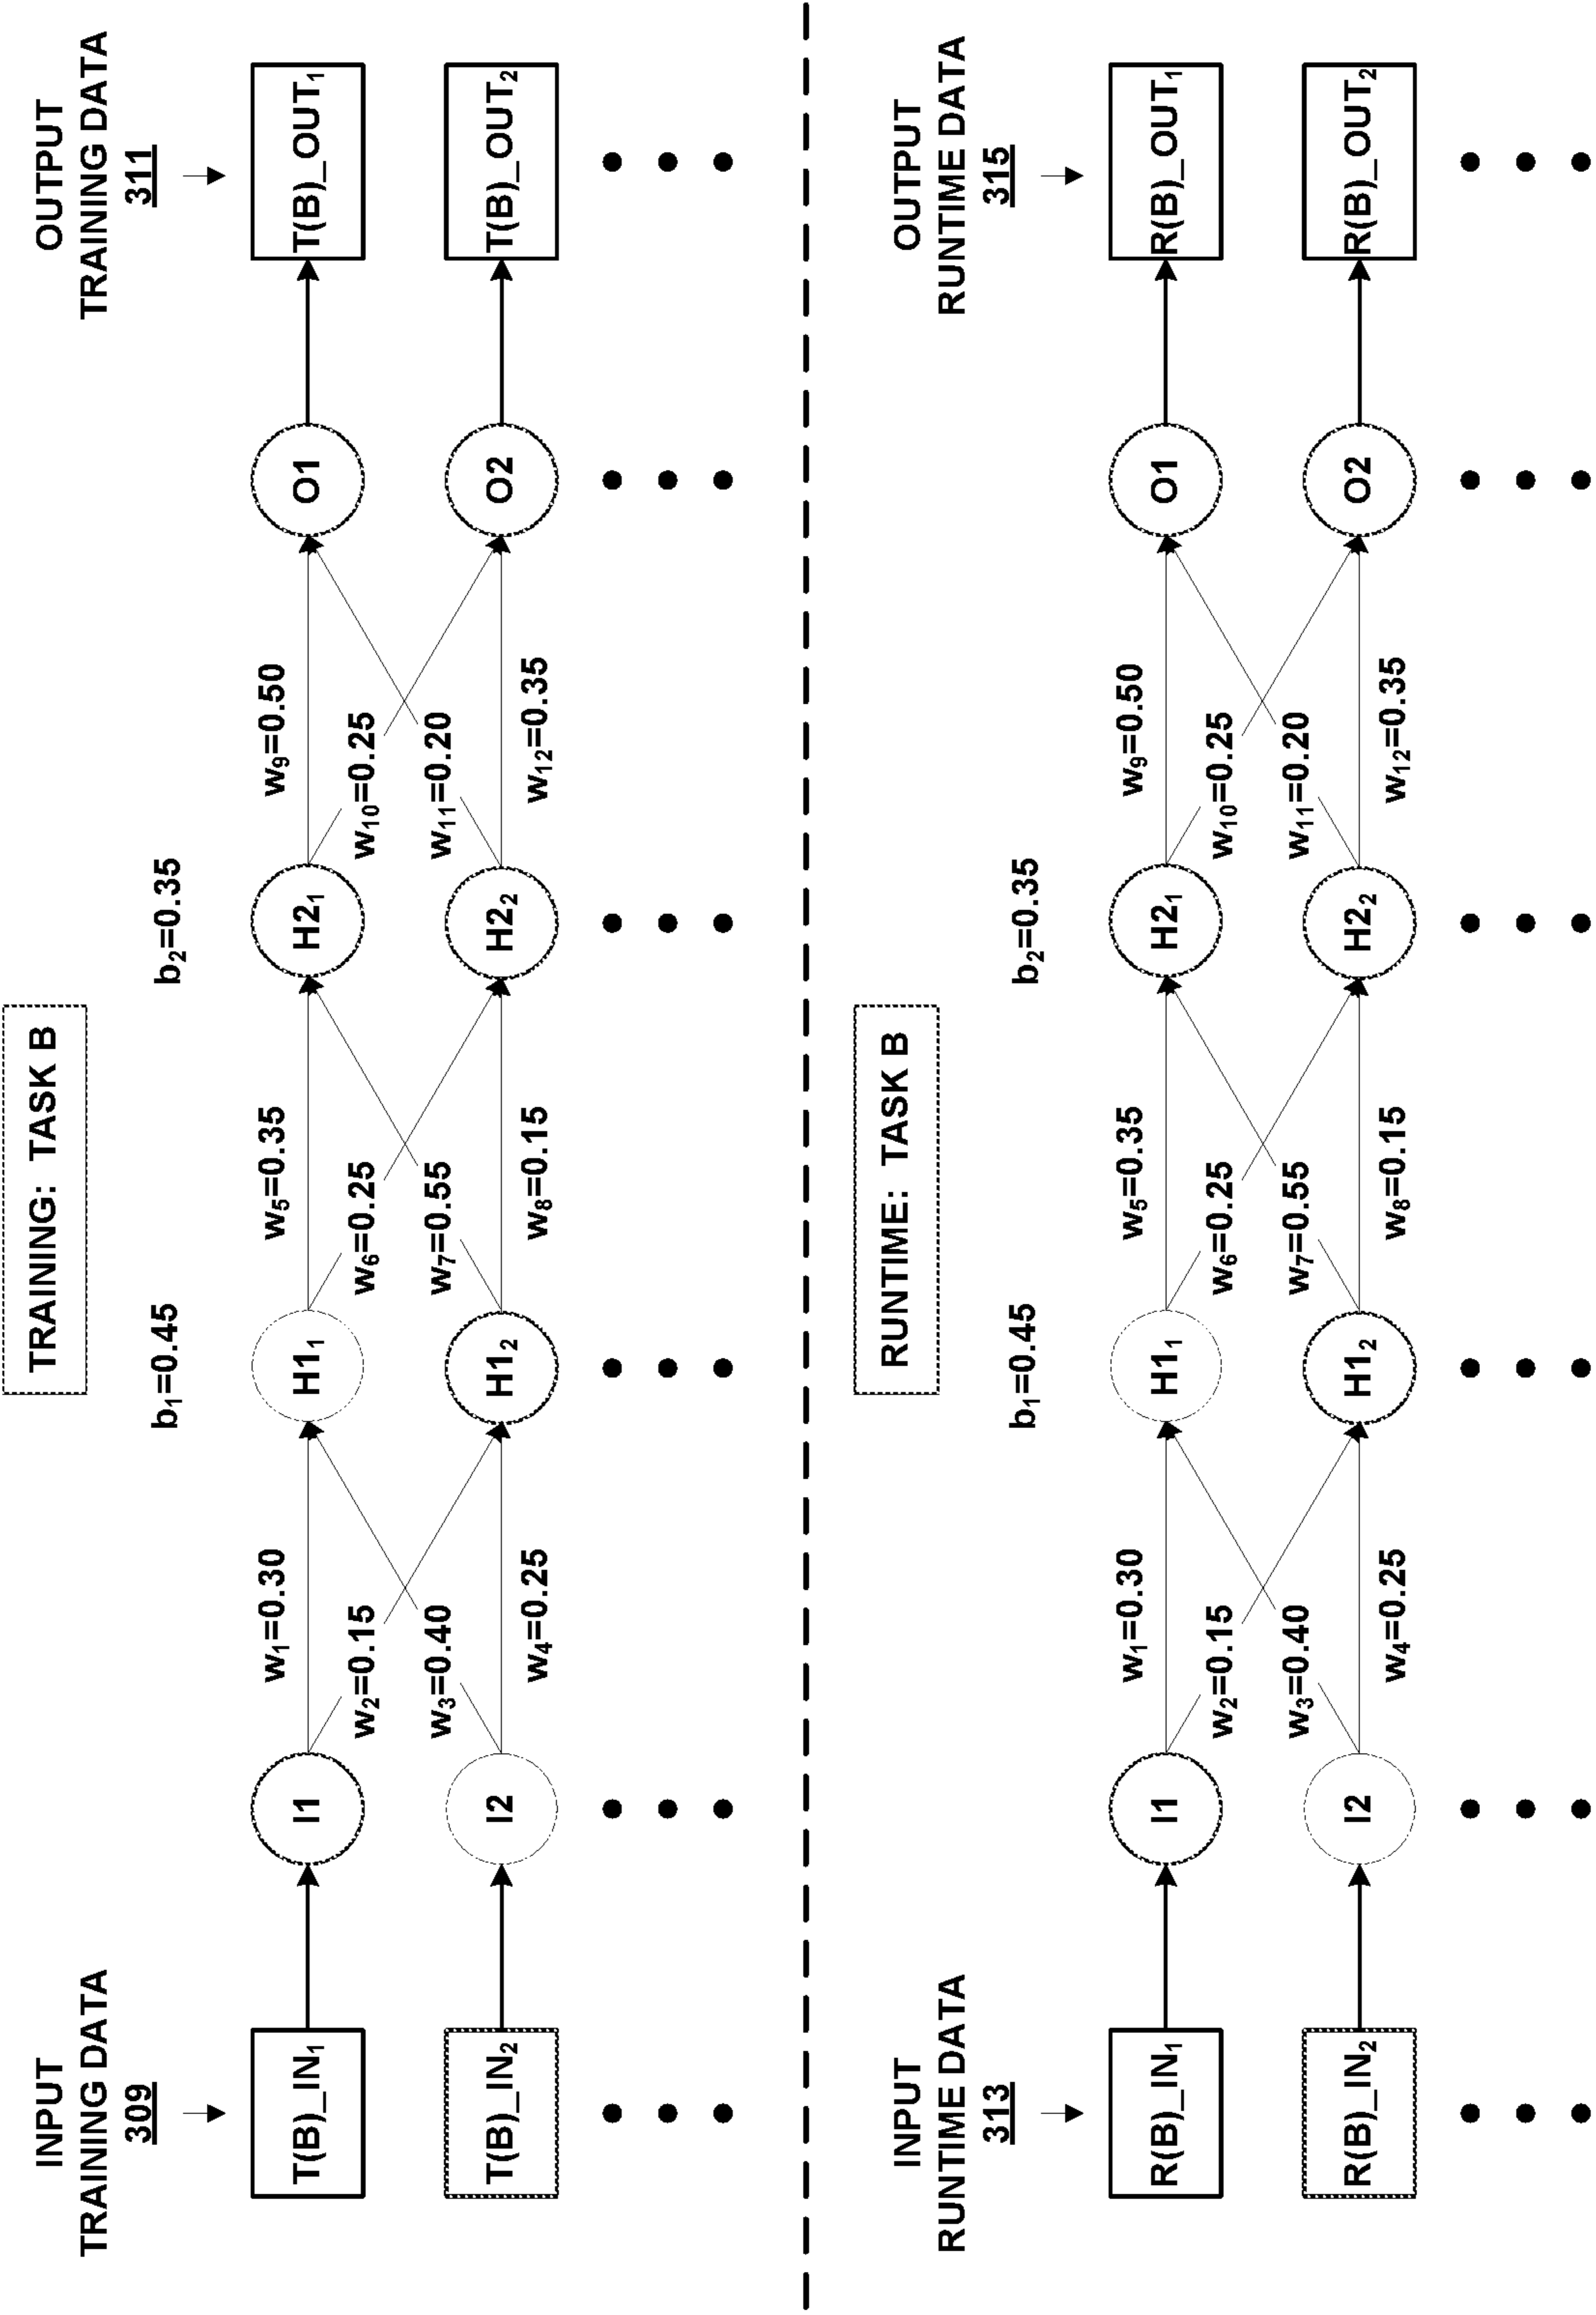 TRAINING: TASK B
INPUT
TRAINING DATA
309
OUTPUT
TRAINING DATA
311
b₁=0.45
b₂=0.35
T(B)_IN₁
I1
w₁=0.30
H1₁
w₅=0.35
H2₁
w₉=0.50
O1
T(B)_OUT₁
w₂=0.15
w₆=0.25
w₁₀=0.25
w₃=0.40
w₇=0.55
w₁₁=0.20
T(B)_IN₂
I2
w₄=0.25
H1₂
w₈=0.15
H2₂
w₁₂=0.35
O2
T(B)_OUT₂
RUNTIME: TASK B
INPUT
RUNTIME DATA
313
OUTPUT
RUNTIME DATA
315
b₁=0.45
b₂=0.35
R(B)_IN₁
I1
w₁=0.30
H1₁
w₅=0.35
H2₁
w₉=0.50
O1
R(B)_OUT₁
w₂=0.15
w₆=0.25
w₁₀=0.25
w₃=0.40
w₇=0.55
w₁₁=0.20
R(B)_IN₂
I2
w₄=0.25
H1₂
w₈=0.15
H2₂
w₁₂=0.35
O2
R(B)_OUT₂